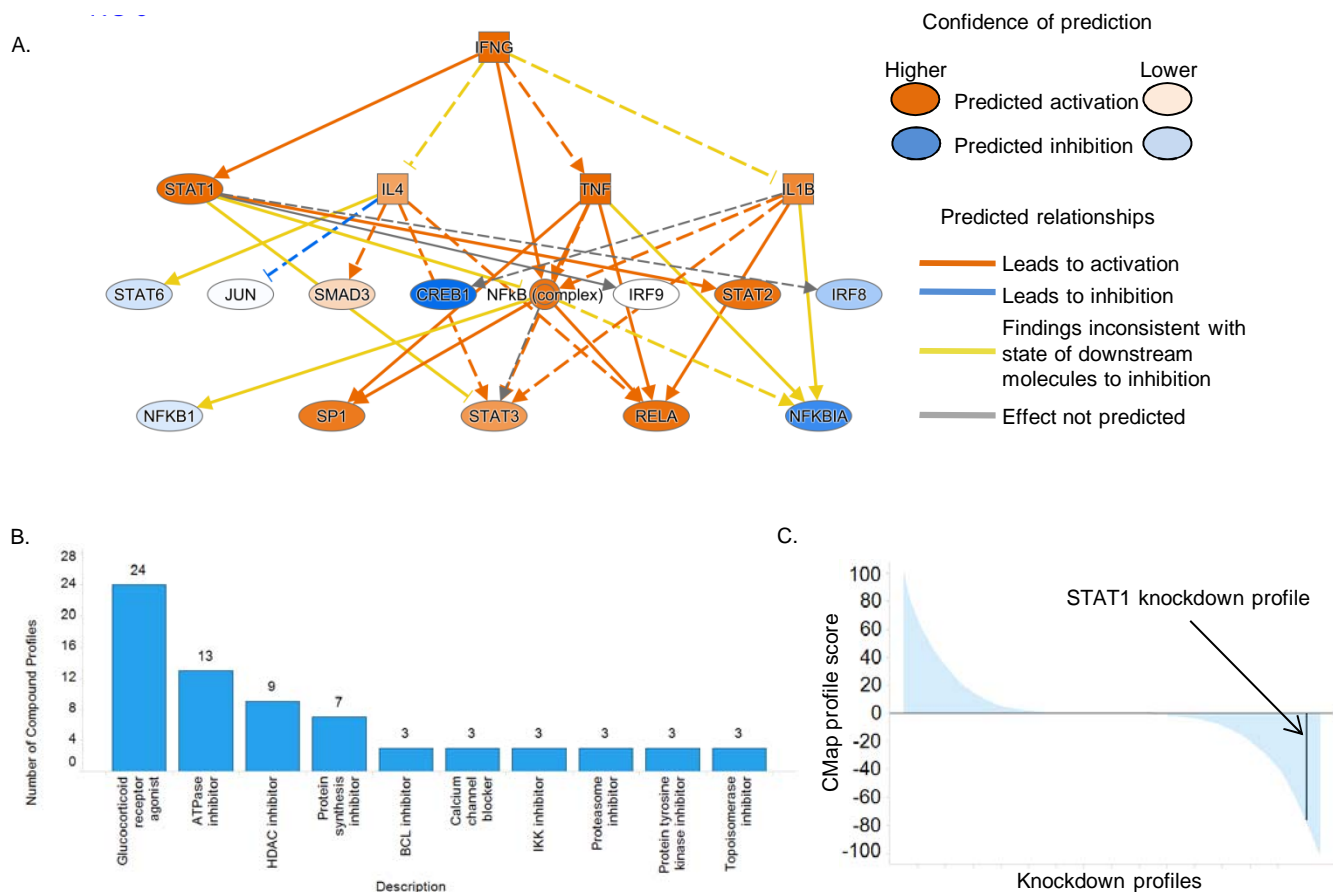 A.
Confidence of prediction
Higher
Lower
Predicted activation
Predicted inhibition
IFNG
STAT1
IL4
TNF
IL1B
STAT6
JUN
SMAD3
CREB1
NFkB (complex)
IRF9
STAT2
IRF8
NFKB1
SP1
STAT3
RELA
NFKBIA
Predicted relationships
Leads to activation
Leads to inhibition
Findings inconsistent with
state of downstream
molecules to inhibition
Effect not predicted
B.
Number of Compound Profiles
28
24
20
16
12
8
4
0
24
13
9
7
3
3
3
3
3
3
Glucocorticoid
receptor
agonist
ATPase
inhibitor
HDAC inhibitor
Protein
synthesis
inhibitor
BCL inhibitor
Calcium
channel
blocker
IKK inhibitor
Proteasome
inhibitor
Protein tyrosine
kinase inhibitor
Topoisomerase
inhibitor
Description
C.
CMap profile score
100
80
60
40
20
0
-20
-40
-60
-80
-100
STAT1 knockdown profile
Knockdown profiles